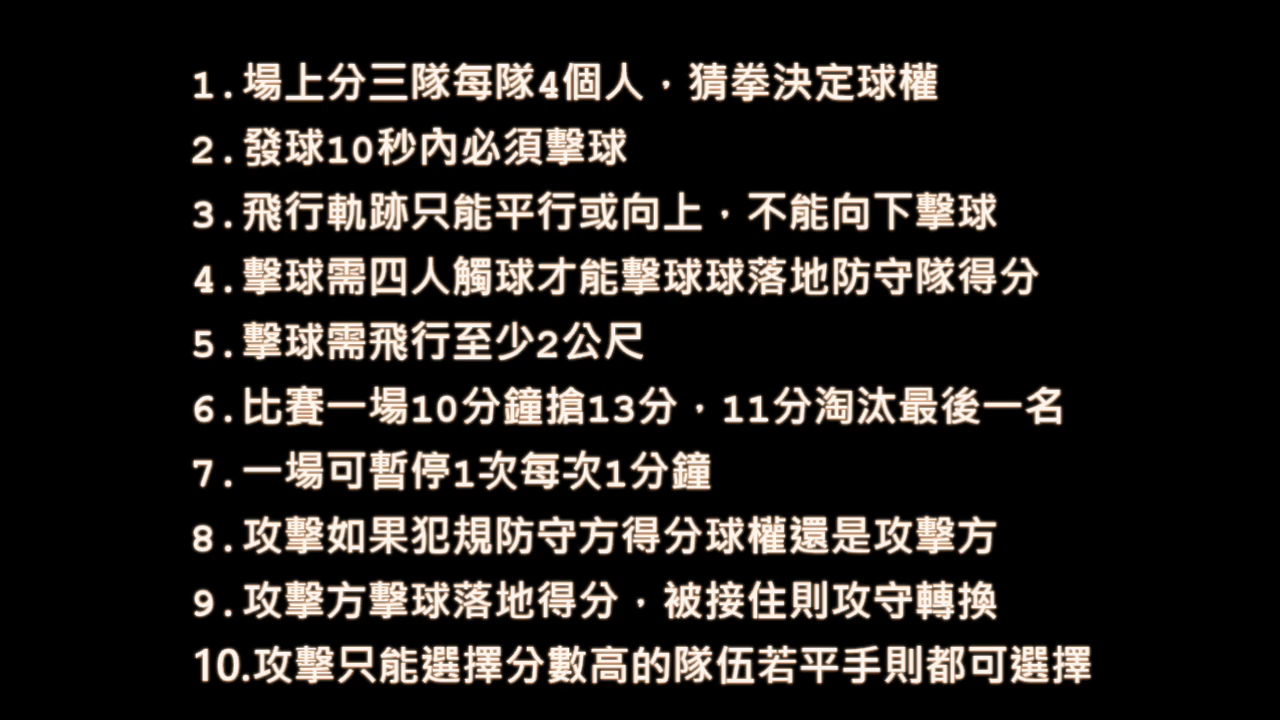 1.場上分三隊每隊4個人，猜拳決定球權
2.發球10秒內必須擊球
3.飛行軌跡只能平行或向上，不能向下擊球
4.擊球需四人觸球才能擊球球落地防守隊得分
5.擊球需飛行至少2公尺
6.比賽一場10分鐘搶13分，11分淘汰最後一名
7.一場可暫停1次每次1分鐘
8.攻擊如果犯規防守方得分球權還是攻擊方
9.攻擊方擊球落地得分，被接住則攻守轉換
10.攻擊只能選擇分數高的隊伍若平手則都可選擇